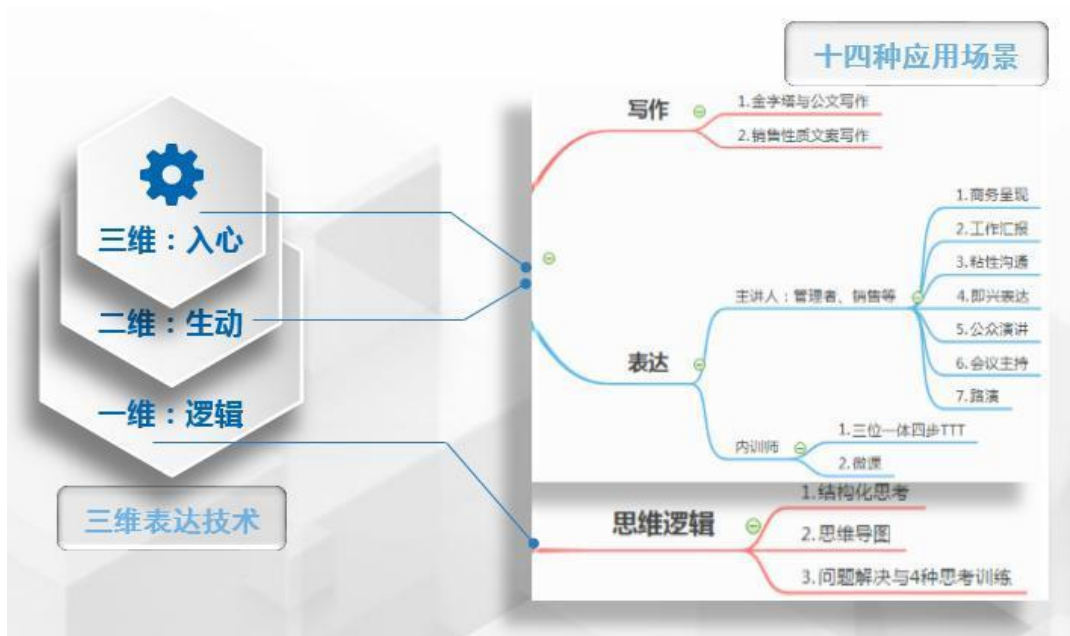 十四种应用场景
三维：入心
二维：生动
一维：逻辑
三维表达技术
写作
1.金字塔与公文写作
2.销售性质文案写作
表达
主讲人：管理者、销售等
1.商务呈现
2.工作汇报
3.粘性沟通
4.即兴表达
5.公众演讲
6.会议主持
7.路演
内训师
1.三位一体四步TTT
2.微课
思维逻辑
1.结构化思考
2.思维导图
3.问题解决与4种思考训练